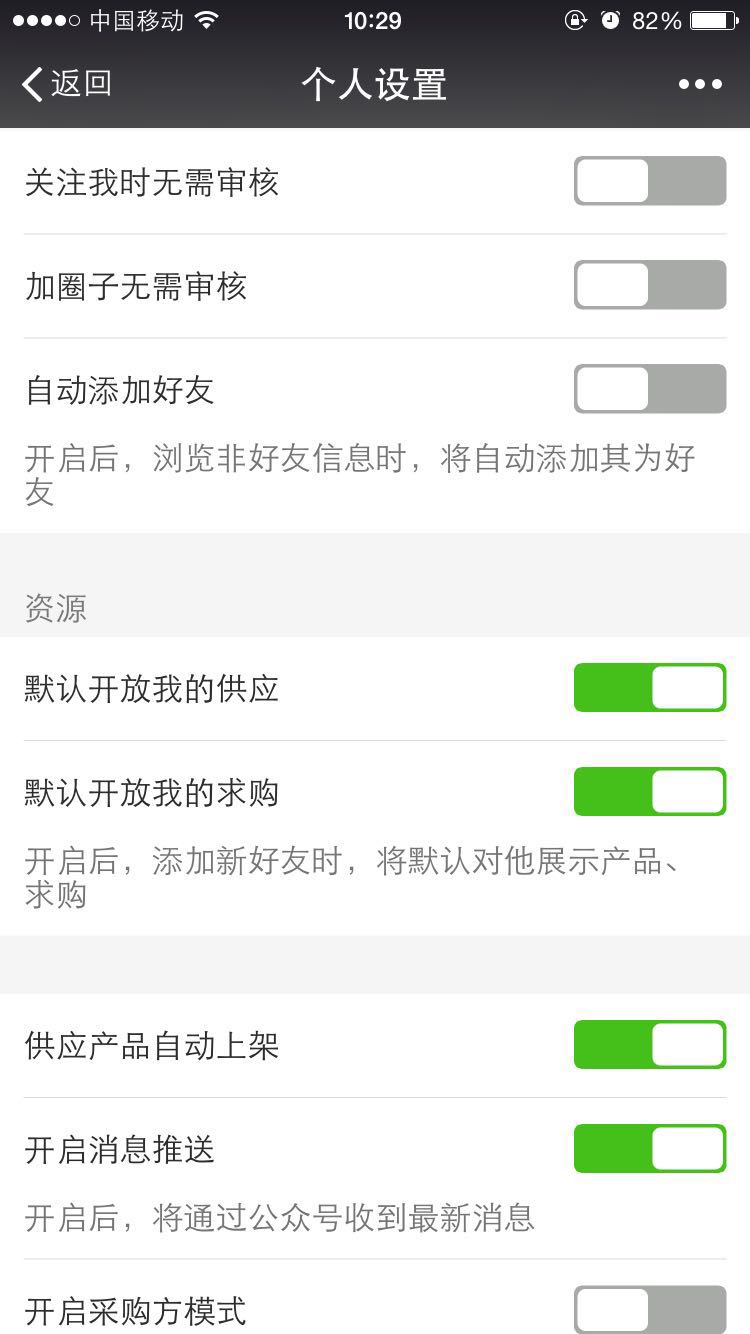 中国移动 10:29 82%
返回 个人设置
关注我时无需审核
加圈子无需审核
自动添加好友
开启后，浏览非好友信息时，将自动添加其为好
友
资源
默认开放我的供应
默认开放我的求购
开启后，添加新好友时，将默认对他展示产品、
求购
供应产品自动上架
开启消息推送
开启后，将通过公众号收到最新消息
开启采购方模式